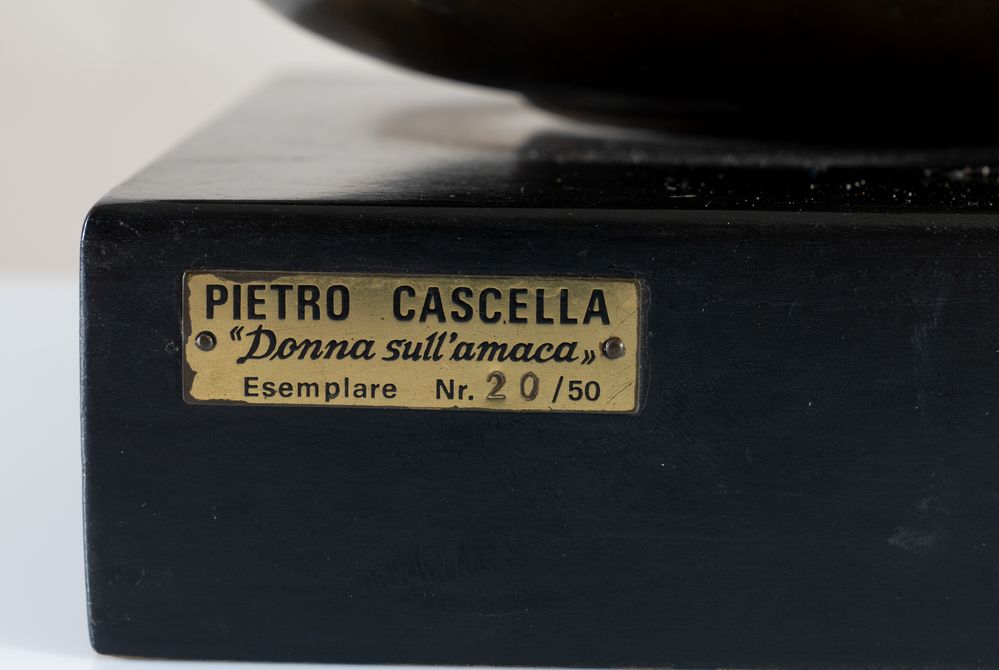 PIETRO CASCELLA
“Donna sull'amaca„
Esemplare Nr. 20/50